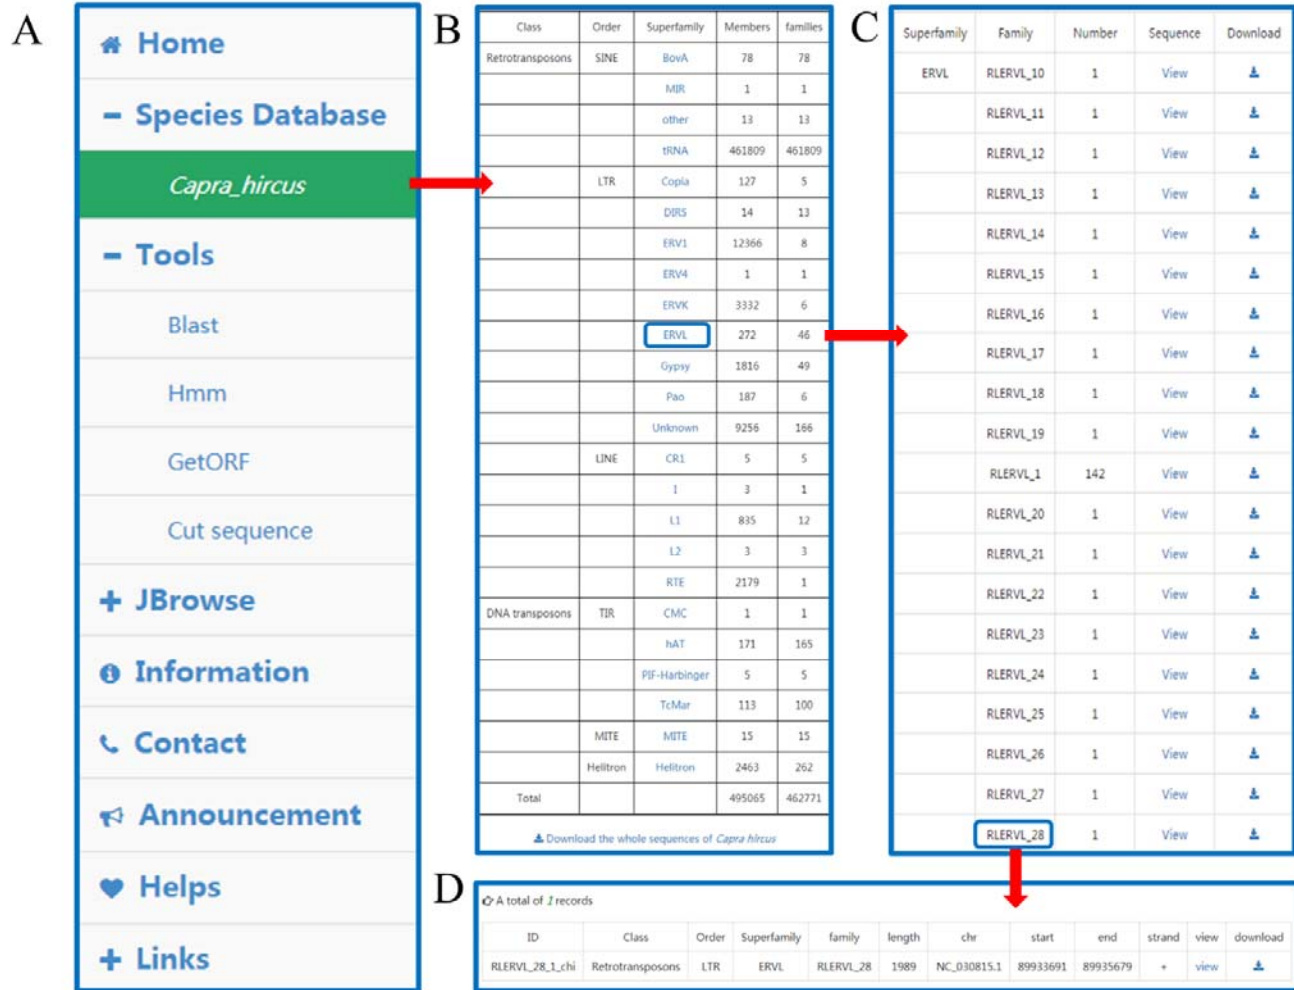 A
Home
Species Database
Capra_hircus
Tools
Blast
Hmm
GetORF
Cut sequence
JBrowse
Information
Contact
Announcement
Helps
Links
B
Class Order Superfamily Members families
Retrotransposons SINE BovA 78 78
MIR 1 1
other 13 13
tRNA 461809 461809
LTR Copia 127 5
DIRS 14 13
ERV1 12366 8
ERV4 1 1
ERVK 3332 6
ERVL 272 46
Gypsy 1816 49
Pao 187 6
Unknown 9256 166
LINE CR1 5 5
I 3 1
L1 835 12
L2 3 3
RTE 2179 1
DNA transposons TIR CMC 1 1
hAT 171 165
PIF-Harbinger 5 5
TcMar 113 100
MITE MITE 15 15
Helitron Helitron 2463 262
Total 495065 462771
Download the whole sequences of Capra hircus
C
Superfamily Family Number Sequence Download
ERVL RLERVL_10 1 View
RLERVL_11 1 View
RLERVL_12 1 View
RLERVL_13 1 View
RLERVL_14 1 View
RLERVL_15 1 View
RLERVL_16 1 View
RLERVL_17 1 View
RLERVL_18 1 View
RLERVL_19 1 View
RLERVL_1 142 View
RLERVL_20 1 View
RLERVL_21 1 View
RLERVL_22 1 View
RLERVL_23 1 View
RLERVL_24 1 View
RLERVL_25 1 View
RLERVL_26 1 View
RLERVL_27 1 View
RLERVL_28 1 View
D
A total of 1 records
ID Class Order Superfamily family length chr start end strand view download
RLERVL_28_1_chi Retrotransposons LTR ERVL RLERVL_28 1989 NC_030815.1 89933691 89935679 + view